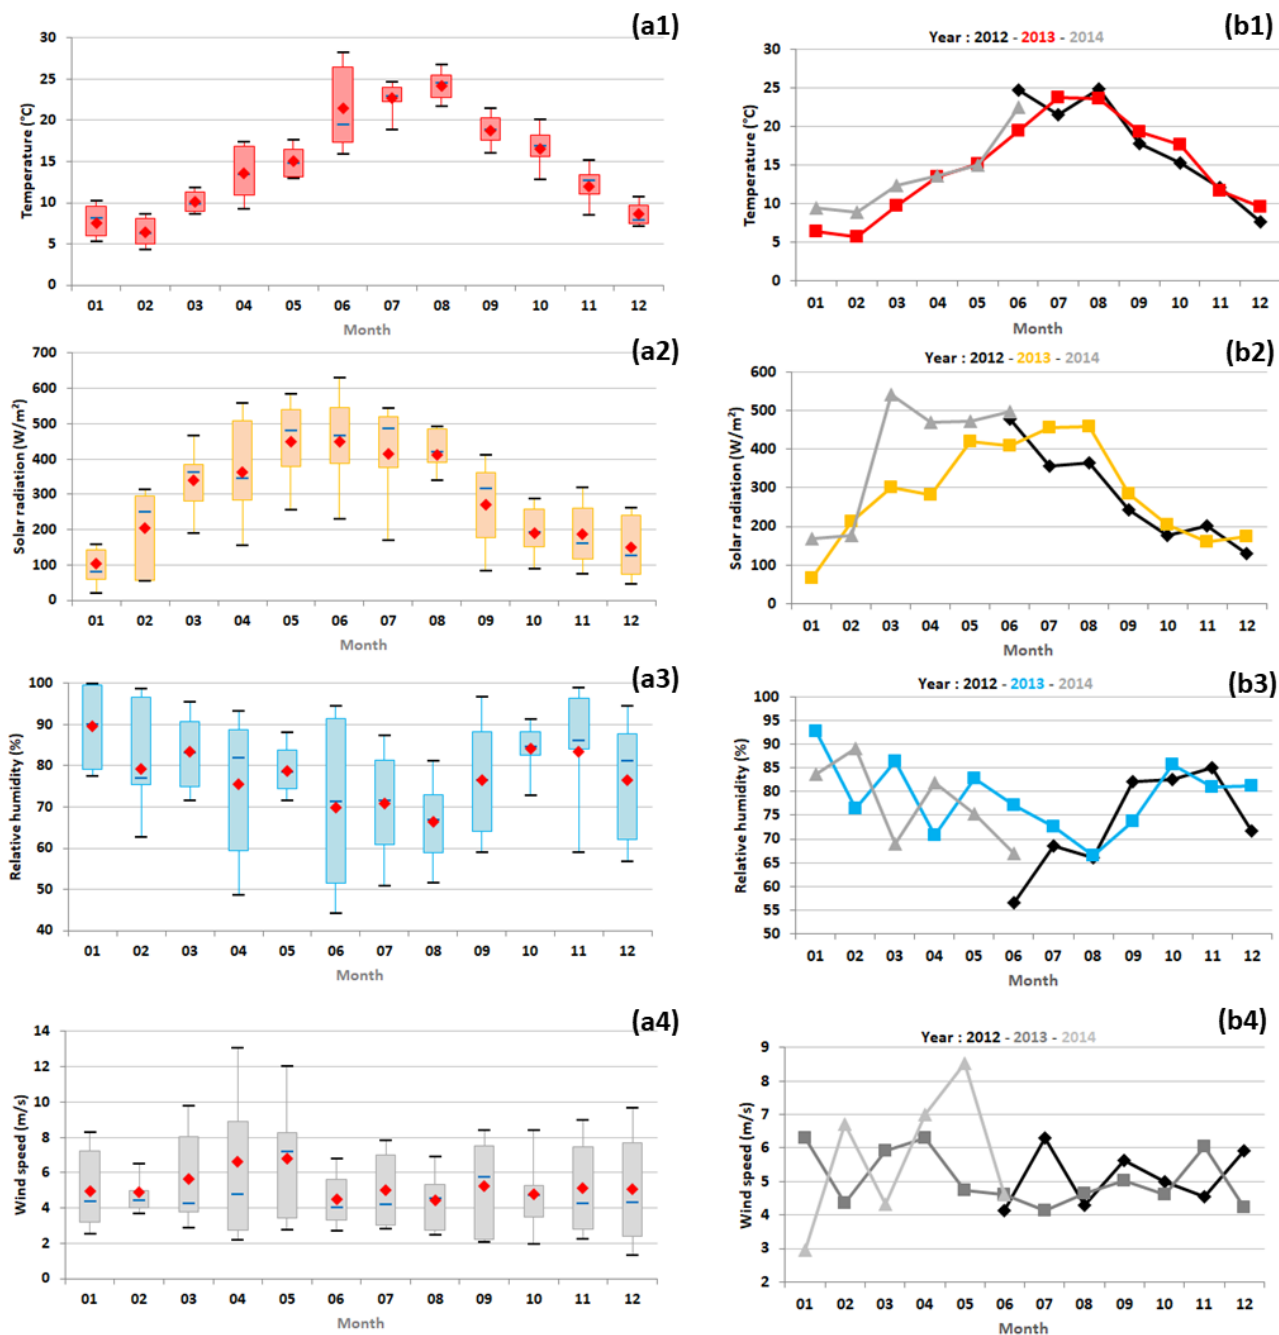 (a1)
30
25
20
15
10
5
0
Temperature (°C)
01 02 03 04 05 06 07 08 09 10 11 12
Month
(b1)
Year : 2012 - 2013 - 2014
30
25
20
15
10
5
0
Temperature (°C)
01 02 03 04 05 06 07 08 09 10 11 12
Month
(a2)
700
600
500
400
300
200
100
0
Solar radiation (W/m²)
01 02 03 04 05 06 07 08 09 10 11 12
Month
(b2)
Year : 2012 - 2013 - 2014
600
500
400
300
200
100
0
Solar radiation (W/m²)
01 02 03 04 05 06 07 08 09 10 11 12
Month
(a3)
100
90
80
70
60
50
40
Relative humidity (%)
01 02 03 04 05 06 07 08 09 10 11 12
Month
(b3)
Year : 2012 - 2013 - 2014
100
95
90
85
80
75
70
65
60
55
50
Relative humidity (%)
01 02 03 04 05 06 07 08 09 10 11 12
Month
(a4)
14
12
10
8
6
4
2
0
Wind speed (m/s)
01 02 03 04 05 06 07 08 09 10 11 12
Month
(b4)
Year : 2012 - 2013 - 2014
9
8
7
6
5
4
3
2
Wind speed (m/s)
01 02 03 04 05 06 07 08 09 10 11 12
Month